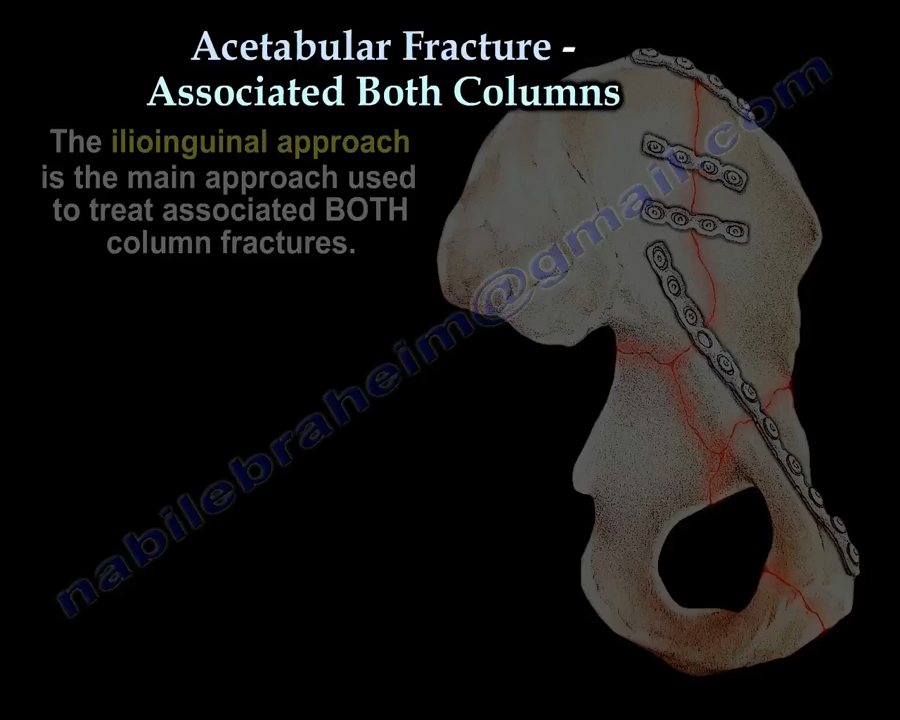 Acetabular Fracture -
Associated Both Columns
The ilioinguinal approach
is the main approach used
to treat associated BOTH
column fractures.
nabilebraheim@gmail.com